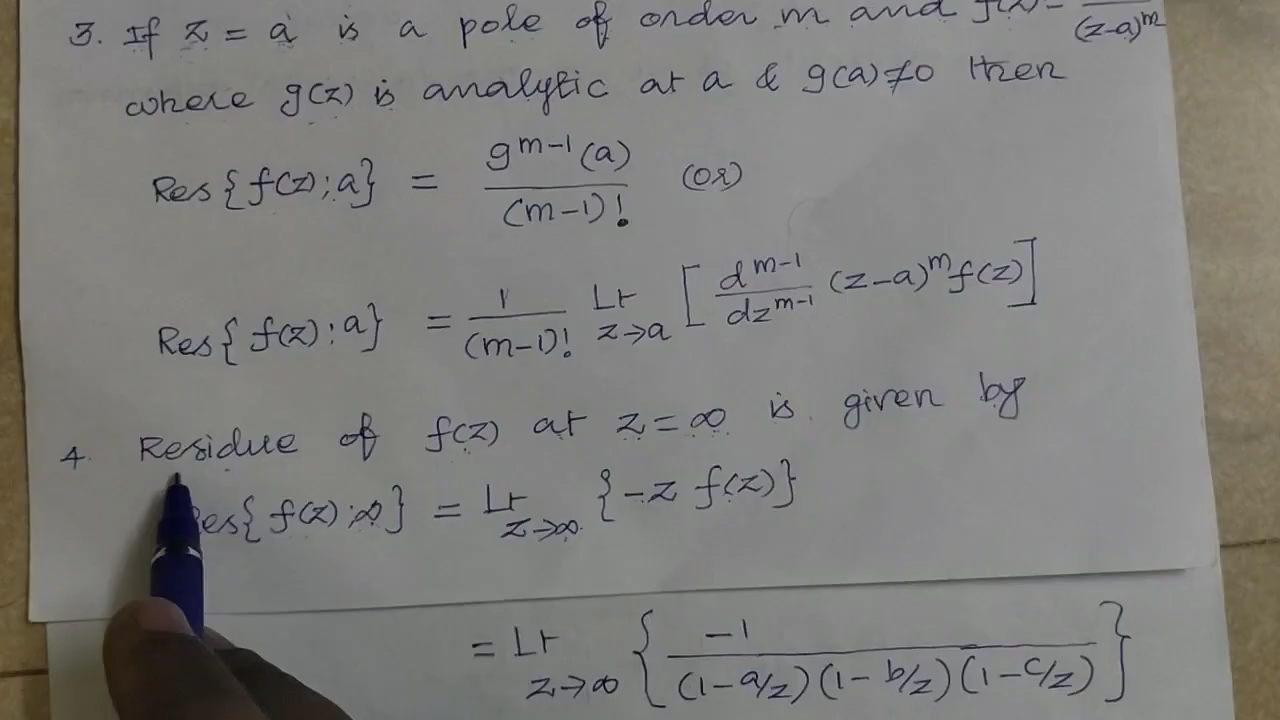 3. If z = a is a pole of order m and f(z) = ―/(z-a)^m
where g(z) is analytic at a & g(a)≠0 then
Res{f(z);a} = g^{m-1}(a)/(m-1)! (or)
Res{f(z);a} = 1/(m-1)! Lt z→a [d^{m-1}/dz^{m-1} (z-a)^m f(z)]
4. Residue of f(z) at z = ∞ is given by
Res{f(z);∞} = Lt z→∞ {-z f(z)}
= Lt z→∞ {-1/((1-a/z)(1-b/z)(1-c/z))}